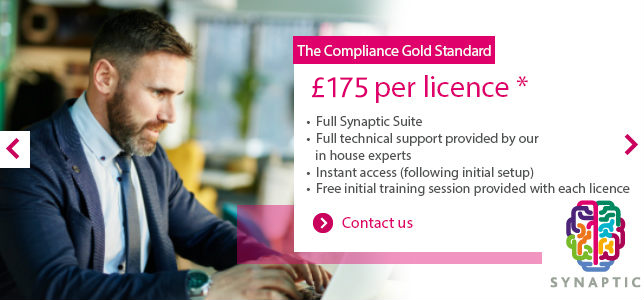 The Compliance Gold Standard
£175 per licence *
• Full Synaptic Suite
• Full technical support provided by our
in house experts
• Instant access (following initial setup)
• Free initial training session provided with each licence
Contact us
SYNAPTIC